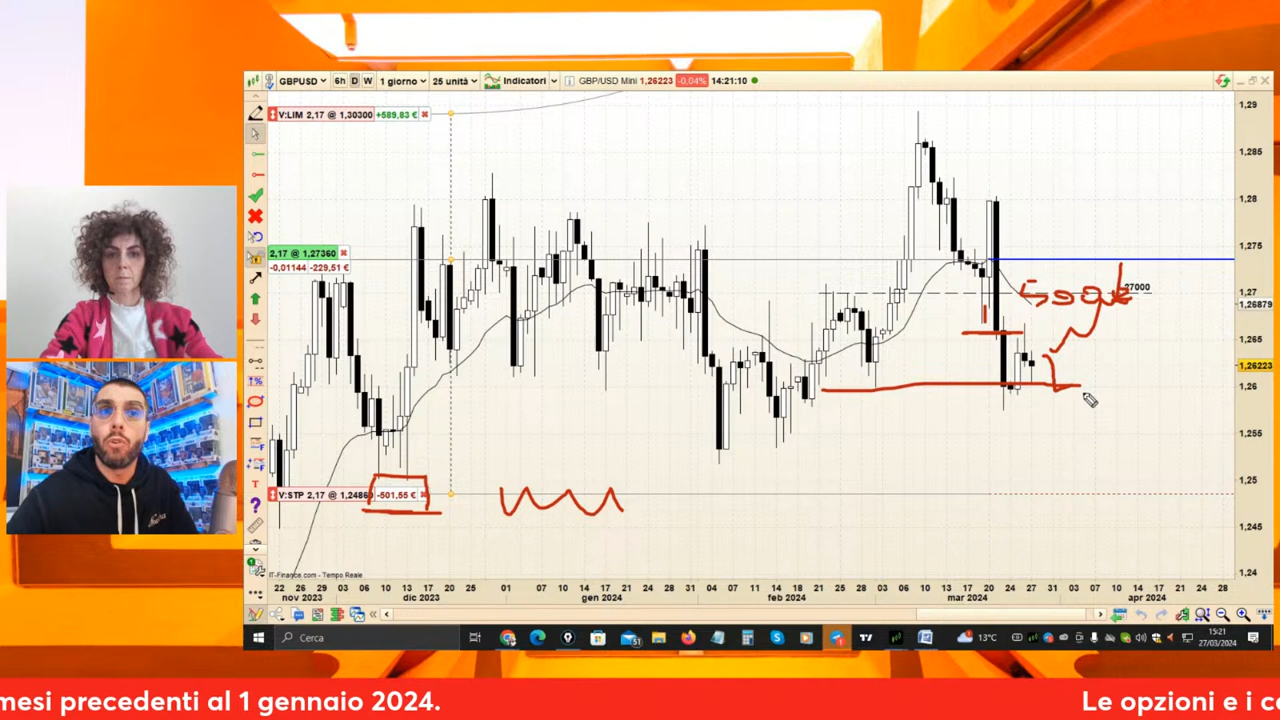 GBPUSD 6h D W 1 giorno 25 unità Indicatori GBP/USD Mini 1,26223 -0,04% 14:21:10
V:LIM 2,17 @ 1,30300 +589,83 €
2,17 @ 1,27360
-0,01144 -229,51 €
V:STP 2,17 @ 1,24860 -501,55 €
27000
1,29
1,285
1,28
1,275
1,27
1,26879
1,265
1,26223
1,26
1,255
1,25
1,245
1,24
IT-Finance.com - Tempo Reale
22 23 29 03 05 10 13 17 20 25 01 07 10 14 17 21 24 28 31 04 07 11 14 18 21 25 28 03 06 10 13 17 20 24 27 31 03 07 10 14 17 21 24 28
nov 2023 dic 2023 gen 2024 feb 2024 mar 2024 apr 2024
Cerca
51
13°C
15:21
27/03/2024
mesi precedenti al 1 gennaio 2024.
Le opzioni e i c